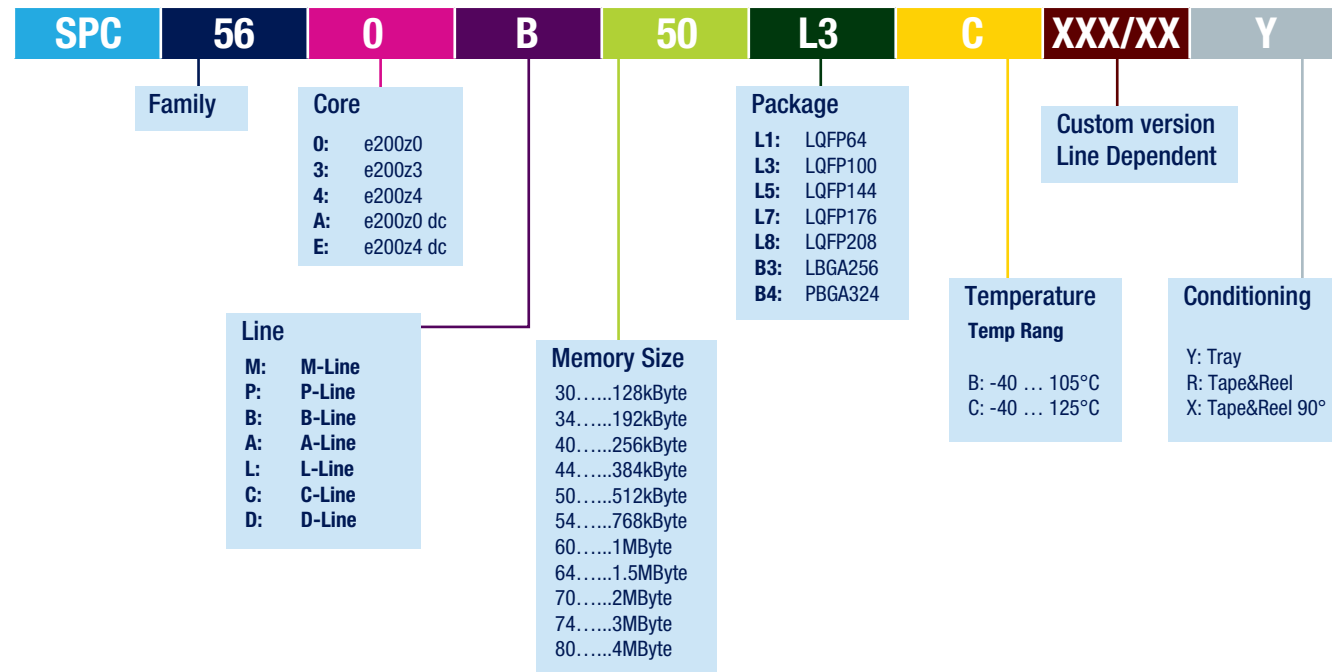 SPC 56 0 B 50 L3 C XXX/XX Y
Family
Core
0: e200z0
3: e200z3
4: e200z4
A: e200z0 dc
E: e200z4 dc
Package
L1: LQFP64
L3: LQFP100
L5: LQFP144
L7: LQFP176
L8: LQFP208
B3: LBGA256
B4: PBGA324
Custom version
Line Dependent
Line
M: M-Line
P: P-Line
B: B-Line
A: A-Line
L: L-Line
C: C-Line
D: D-Line
Memory Size
30…...128kByte
34…...192kByte
40…...256kByte
44…...384kByte
50…...512kByte
54…...768kByte
60…...1MByte
64…...1.5MByte
70…...2MByte
74…...3MByte
80…...4MByte
Temperature
Temp Rang
B: -40 … 105°C
C: -40 … 125°C
Conditioning
Y: Tray
R: Tape&Reel
X: Tape&Reel 90°